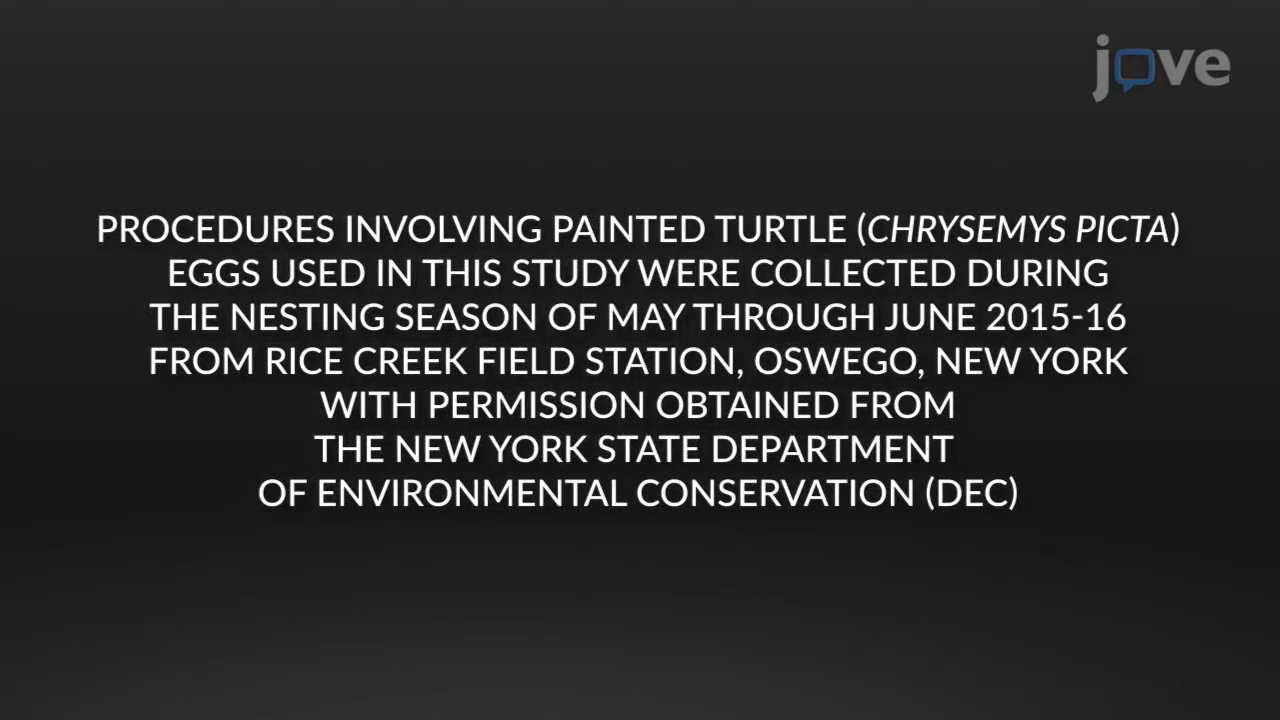 jove
PROCEDURES INVOLVING PAINTED TURTLE (CHRYSEMYS PICTA)
EGGS USED IN THIS STUDY WERE COLLECTED DURING
THE NESTING SEASON OF MAY THROUGH JUNE 2015-16
FROM RICE CREEK FIELD STATION, OSWEGO, NEW YORK
WITH PERMISSION OBTAINED FROM
THE NEW YORK STATE DEPARTMENT
OF ENVIRONMENTAL CONSERVATION (DEC)